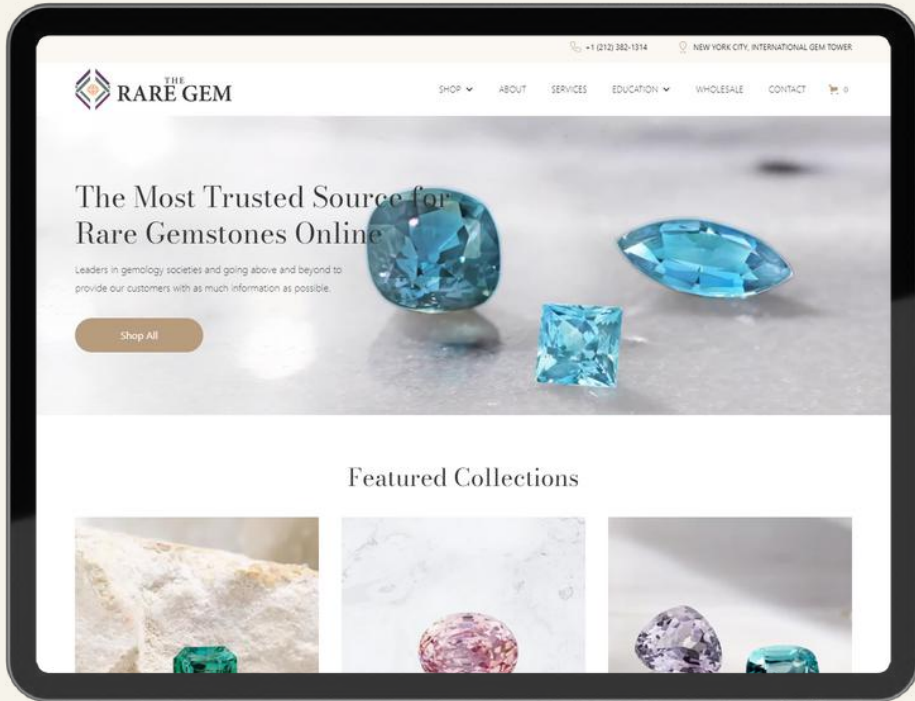 +1 (212) 382-1314
NEW YORK CITY, INTERNATIONAL GEM TOWER
THE
RARE GEM
SHOP
ABOUT
SERVICES
EDUCATION
WHOLESALE
CONTACT
0
The Most Trusted Source for
Rare Gemstones Online
Leaders in gemology societies and going above and beyond to
provide our customers with as much information as possible.
Shop All
Featured Collections